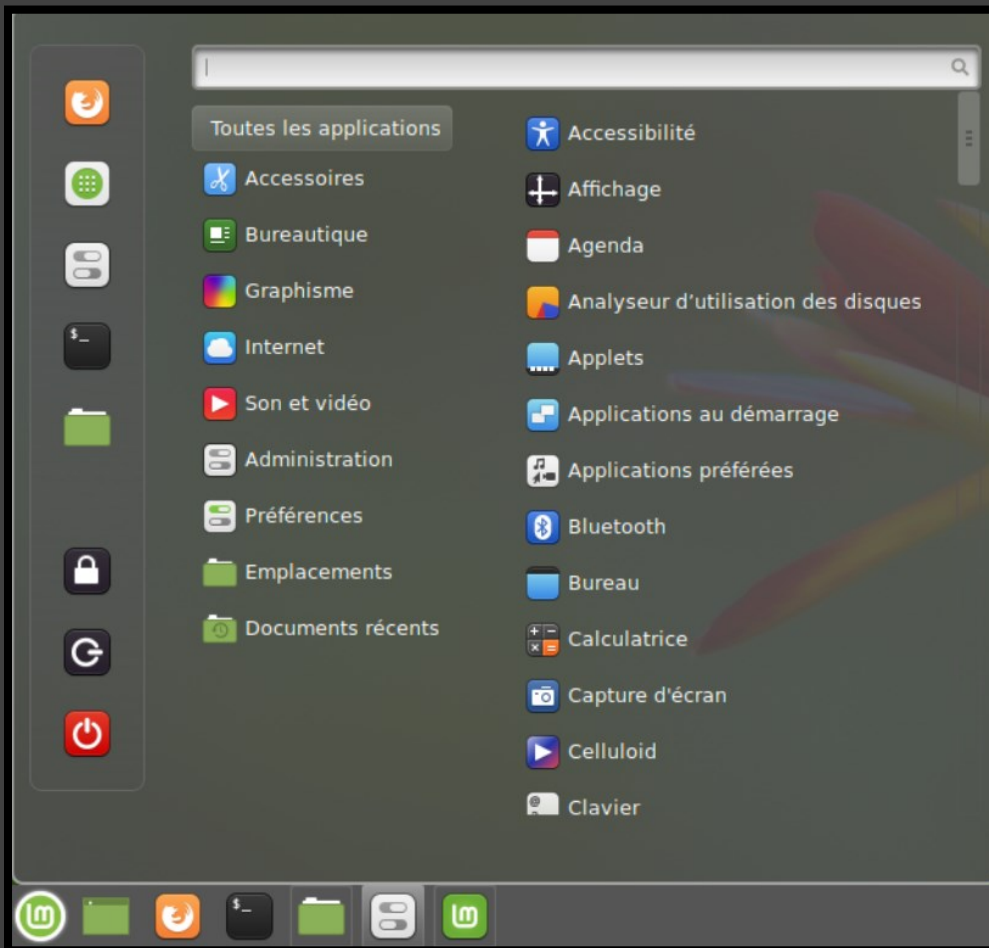 Toutes les applications
Accessoires
Bureautique
Graphisme
Internet
Son et vidéo
Administration
Préférences
Emplacements
Documents récents
Accessibilité
Affichage
Agenda
Analyseur d’utilisation des disques
Applets
Applications au démarrage
Applications préférées
Bluetooth
Bureau
Calculatrice
Capture d'écran
Celluloid
Clavier